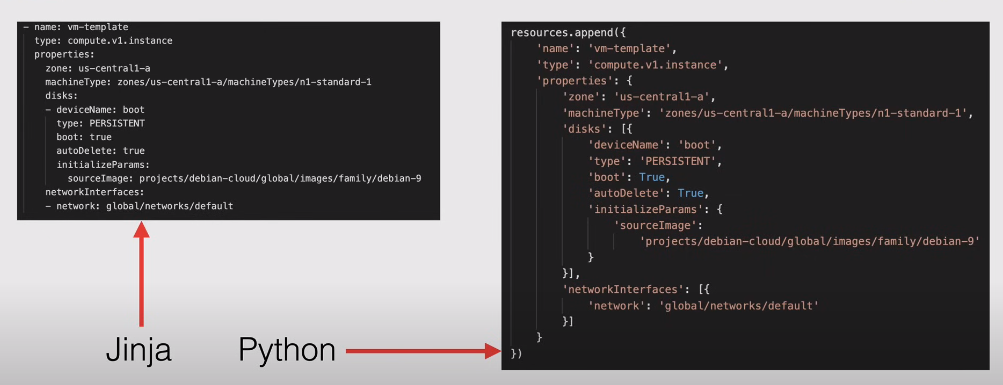 - name: vm-template
type: compute.v1.instance
properties:
zone: us-central1-a
machineType: zones/us-central1-a/machineTypes/n1-standard-1
disks:
- deviceName: boot
type: PERSISTENT
boot: true
autoDelete: true
initializeParams:
sourceImage: projects/debian-cloud/global/images/family/debian-9
networkInterfaces:
- network: global/networks/default
Jinja
Python
resources.append({
'name': 'vm-template',
'type': 'compute.v1.instance',
'properties': {
'zone': 'us-central1-a',
'machineType': 'zones/us-central1-a/machineTypes/n1-standard-1',
'disks': [{
'deviceName': 'boot',
'type': 'PERSISTENT',
'boot': True,
'autoDelete': True,
'initializeParams': {
'sourceImage':
'projects/debian-cloud/global/images/family/debian-9'
}
}],
'networkInterfaces': [{
'network': 'global/networks/default'
}]
}
})